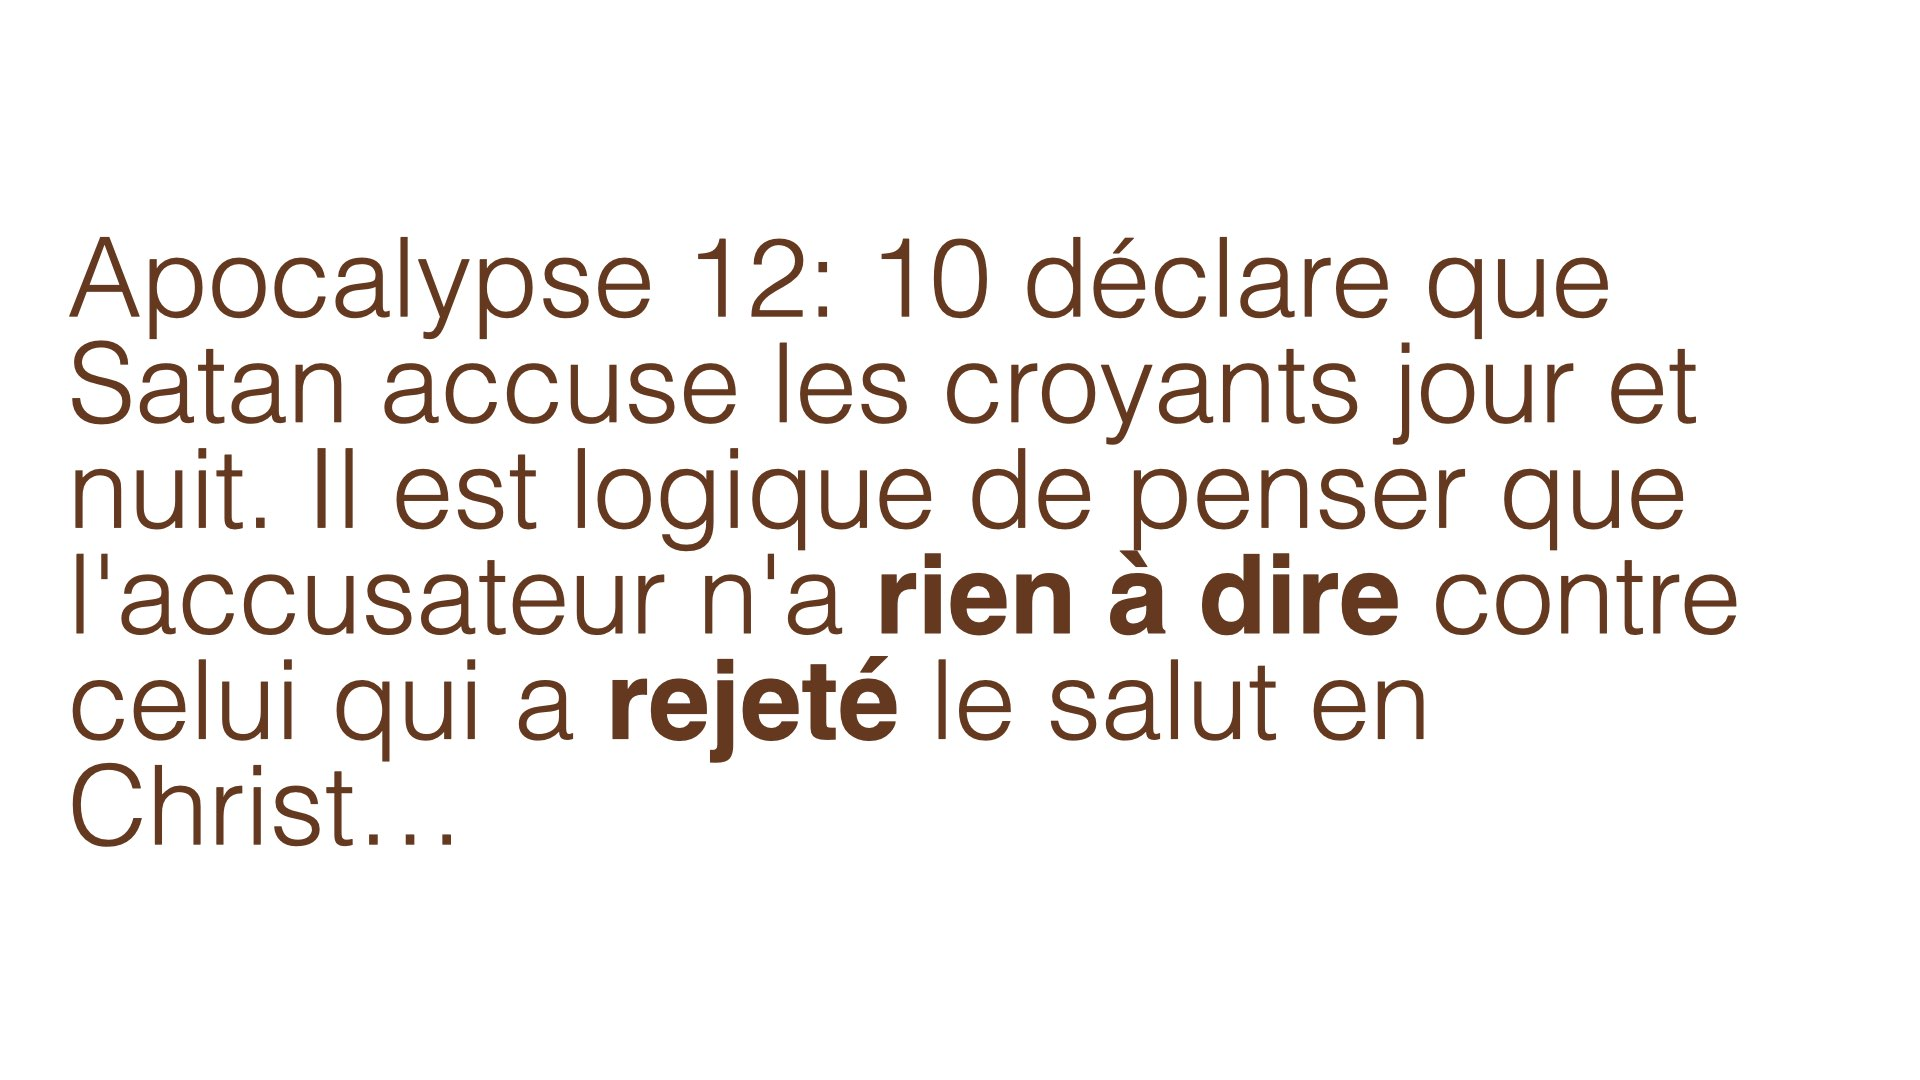 Apocalypse 12: 10 déclare que
Satan accuse les croyants jour et
nuit. Il est logique de penser que
l'accusateur n'a rien à dire contre
celui qui a rejeté le salut en
Christ…